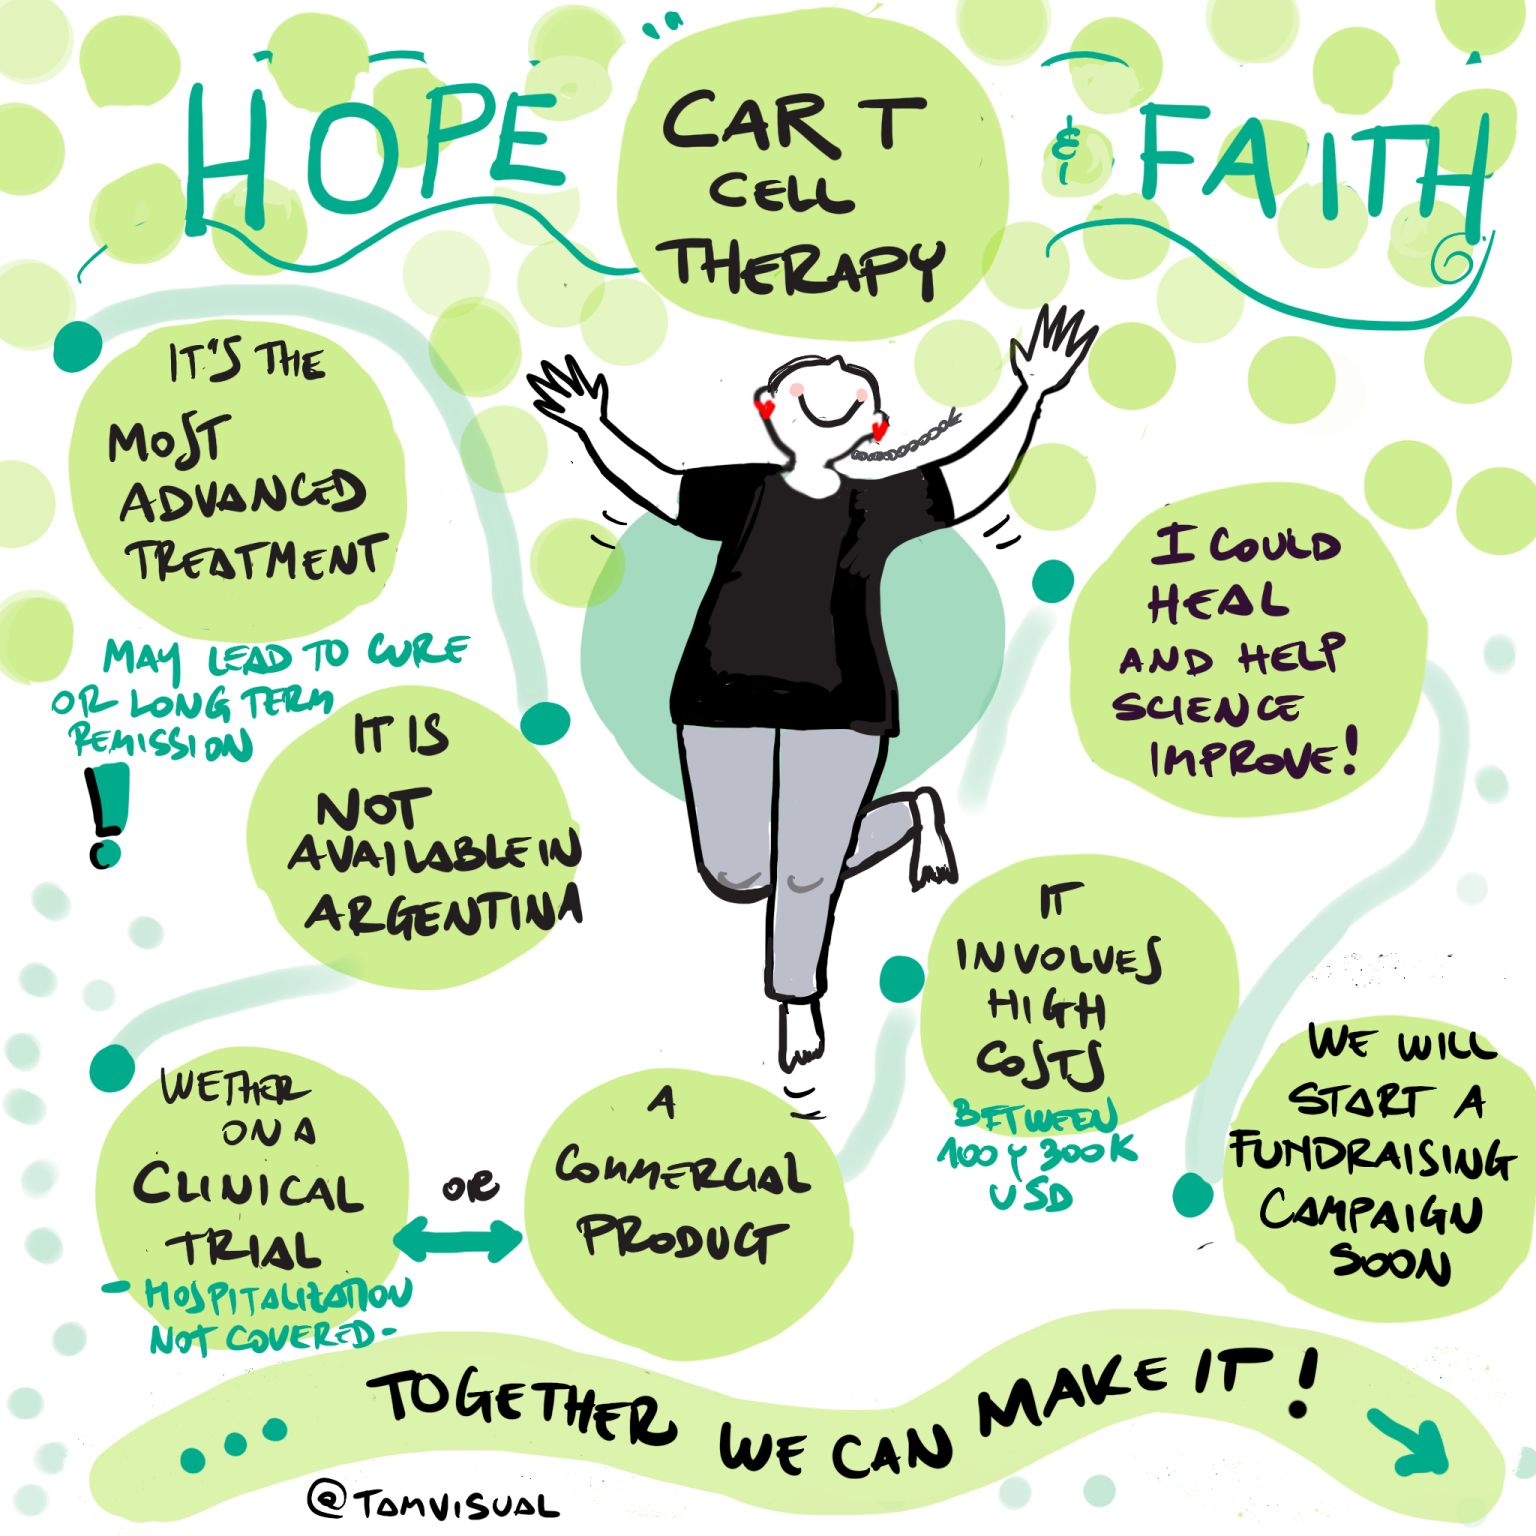 HOPE
CAR T
CELL
THERAPY
& FAITH
IT'S THE
MOST
ADVANCED
TREATMENT
MAY LEAD TO CURE
OR LONG TERM
REMISSION
!
IT IS
NOT
AVAILABLE IN
ARGENTINA
WETHER
ON A
CLINICAL
TRIAL
- HOSPITALIZATION
NOT COVERED -
OR
A
COMMERCIAL
PRODUCT
IT
INVOLVES
HIGH
COSTS
BETWEEN
100 y 300K
USD
I COULD
HEAL
AND HELP
SCIENCE
IMPROVE!
WE WILL
START A
FUNDRAISING
CAMPAIGN
SOON
... TOGETHER WE CAN MAKE IT!
@TAMVISUAL